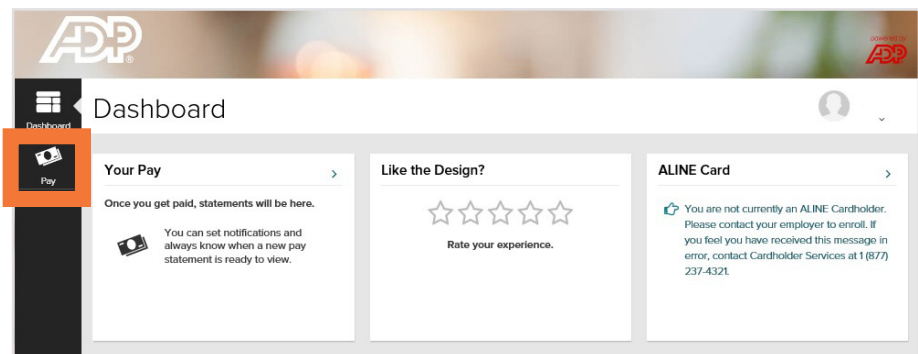 ADP®
powered by
ADP
Dashboard
Dashboard
Pay
Your Pay
Once you get paid, statements will be here.
You can set notifications and
always know when a new pay
statement is ready to view.
Like the Design?
Rate your experience.
ALINE Card
You are not currently an ALINE Cardholder.
Please contact your employer to enroll. If
you feel you have received this message in
error, contact Cardholder Services at 1 (877)
237-4321.